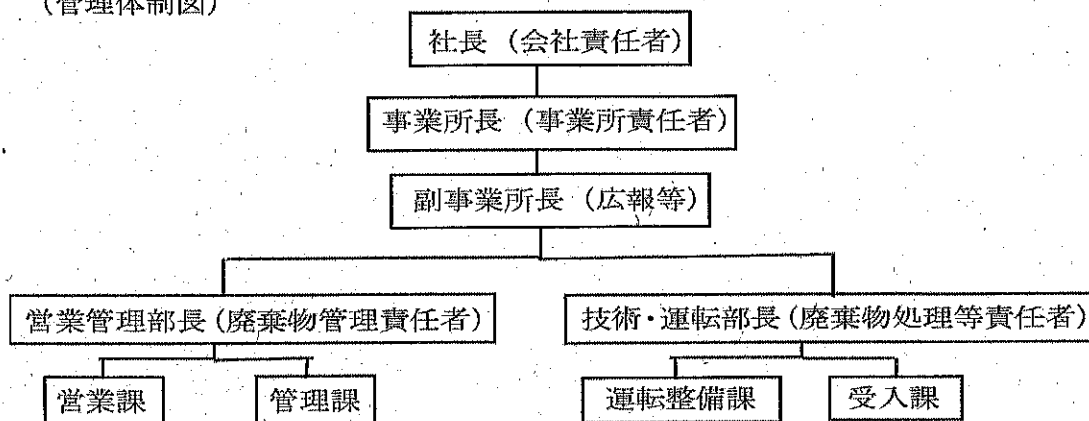 （管理体制図）
社長（会社責任者）
事業所長（事業所責任者）
副事業所長（広報等）
営業管理部長（廃棄物管理責任者）
技術・運転部長（廃棄物処理等責任者）
営業課
管理課
運転整備課
受入課